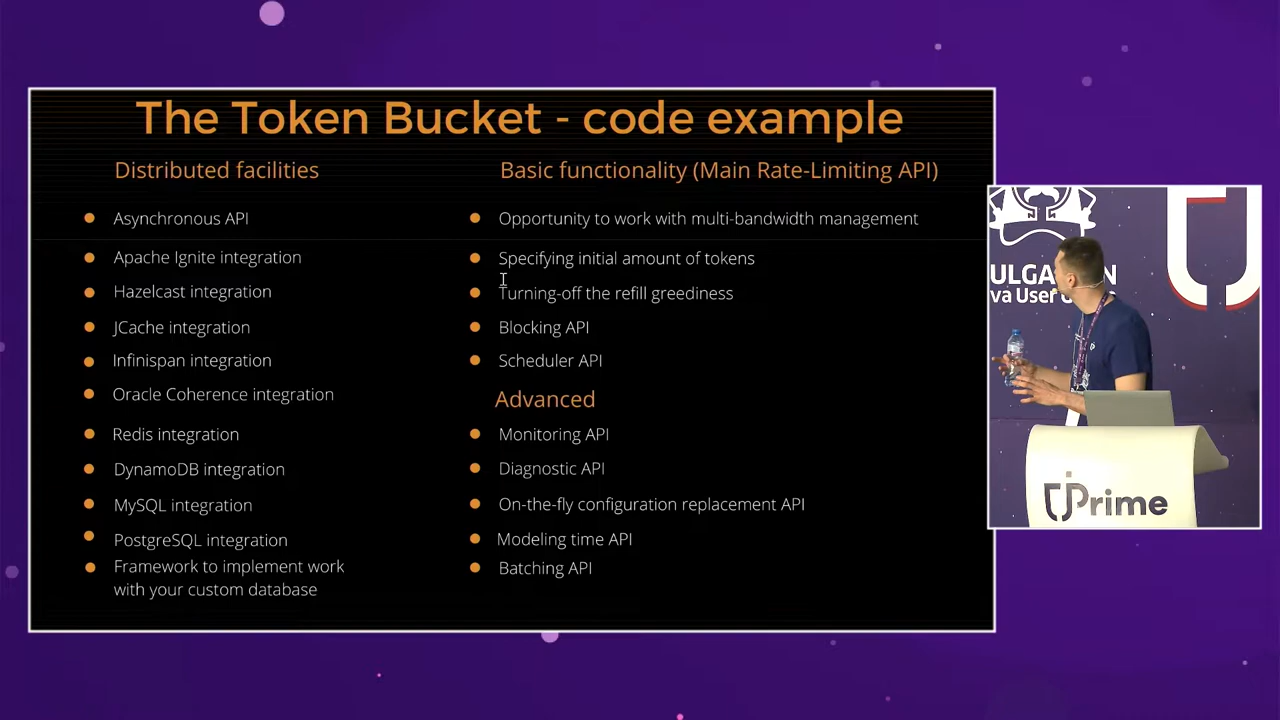 The Token Bucket - code example
Distributed facilities
Asynchronous API
Apache Ignite integration
Hazelcast integration
JCache integration
Infinispan integration
Oracle Coherence integration
Redis integration
DynamoDB integration
MySQL integration
PostgreSQL integration
Framework to implement work
with your custom database
Basic functionality (Main Rate-Limiting API)
Opportunity to work with multi-bandwidth management
Specifying initial amount of tokens
Turning-off the refill greediness
Blocking API
Scheduler API
Advanced
Monitoring API
Diagnostic API
On-the-fly configuration replacement API
Modeling time API
Batching API
Prime